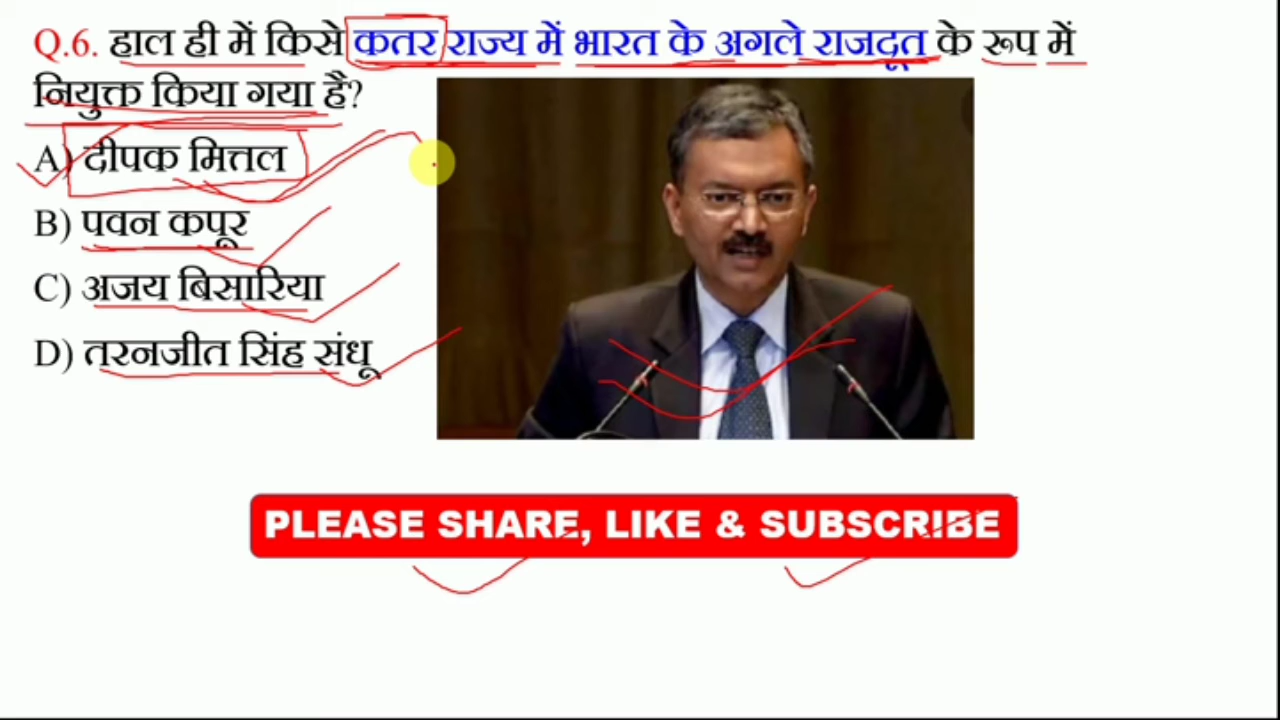 Q.6. हाल ही में किसे कतर राज्य में भारत के अगले राजदूत के रूप में
नियुक्त किया गया है?
A) दीपक मित्तल
B) पवन कपूर
C) अजय बिसारिया
D) तरनजीत सिंह संधू
PLEASE SHARE, LIKE & SUBSCRIBE